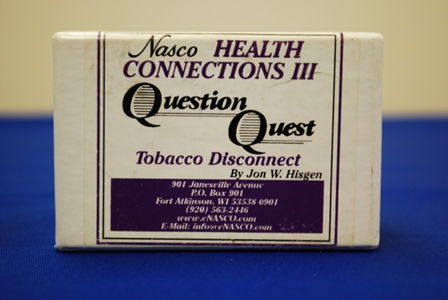 Nasco HEALTH
CONNECTIONS III
Question
Quest
Tobacco Disconnect
By Jon W. Hisgen
901 Janesville Avenue
P.O. Box 901
Fort Atkinson, WI 53538-0901
(920) 563-2446
www.eNASCO.com
E-Mail: info@eNASCO.com